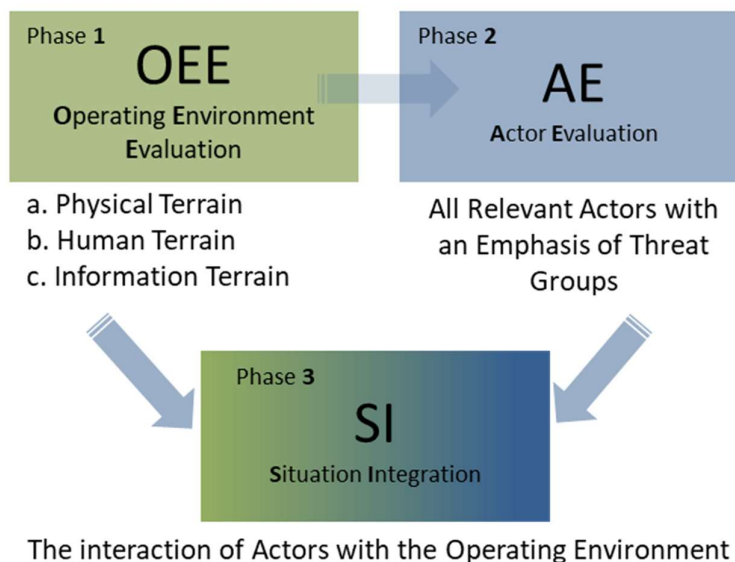 Phase 1
OEE
Operating Environment
Evaluation
a. Physical Terrain
b. Human Terrain
c. Information Terrain
Phase 2
AE
Actor Evaluation
All Relevant Actors with
an Emphasis of Threat
Groups
Phase 3
SI
Situation Integration
The interaction of Actors with the Operating Environment